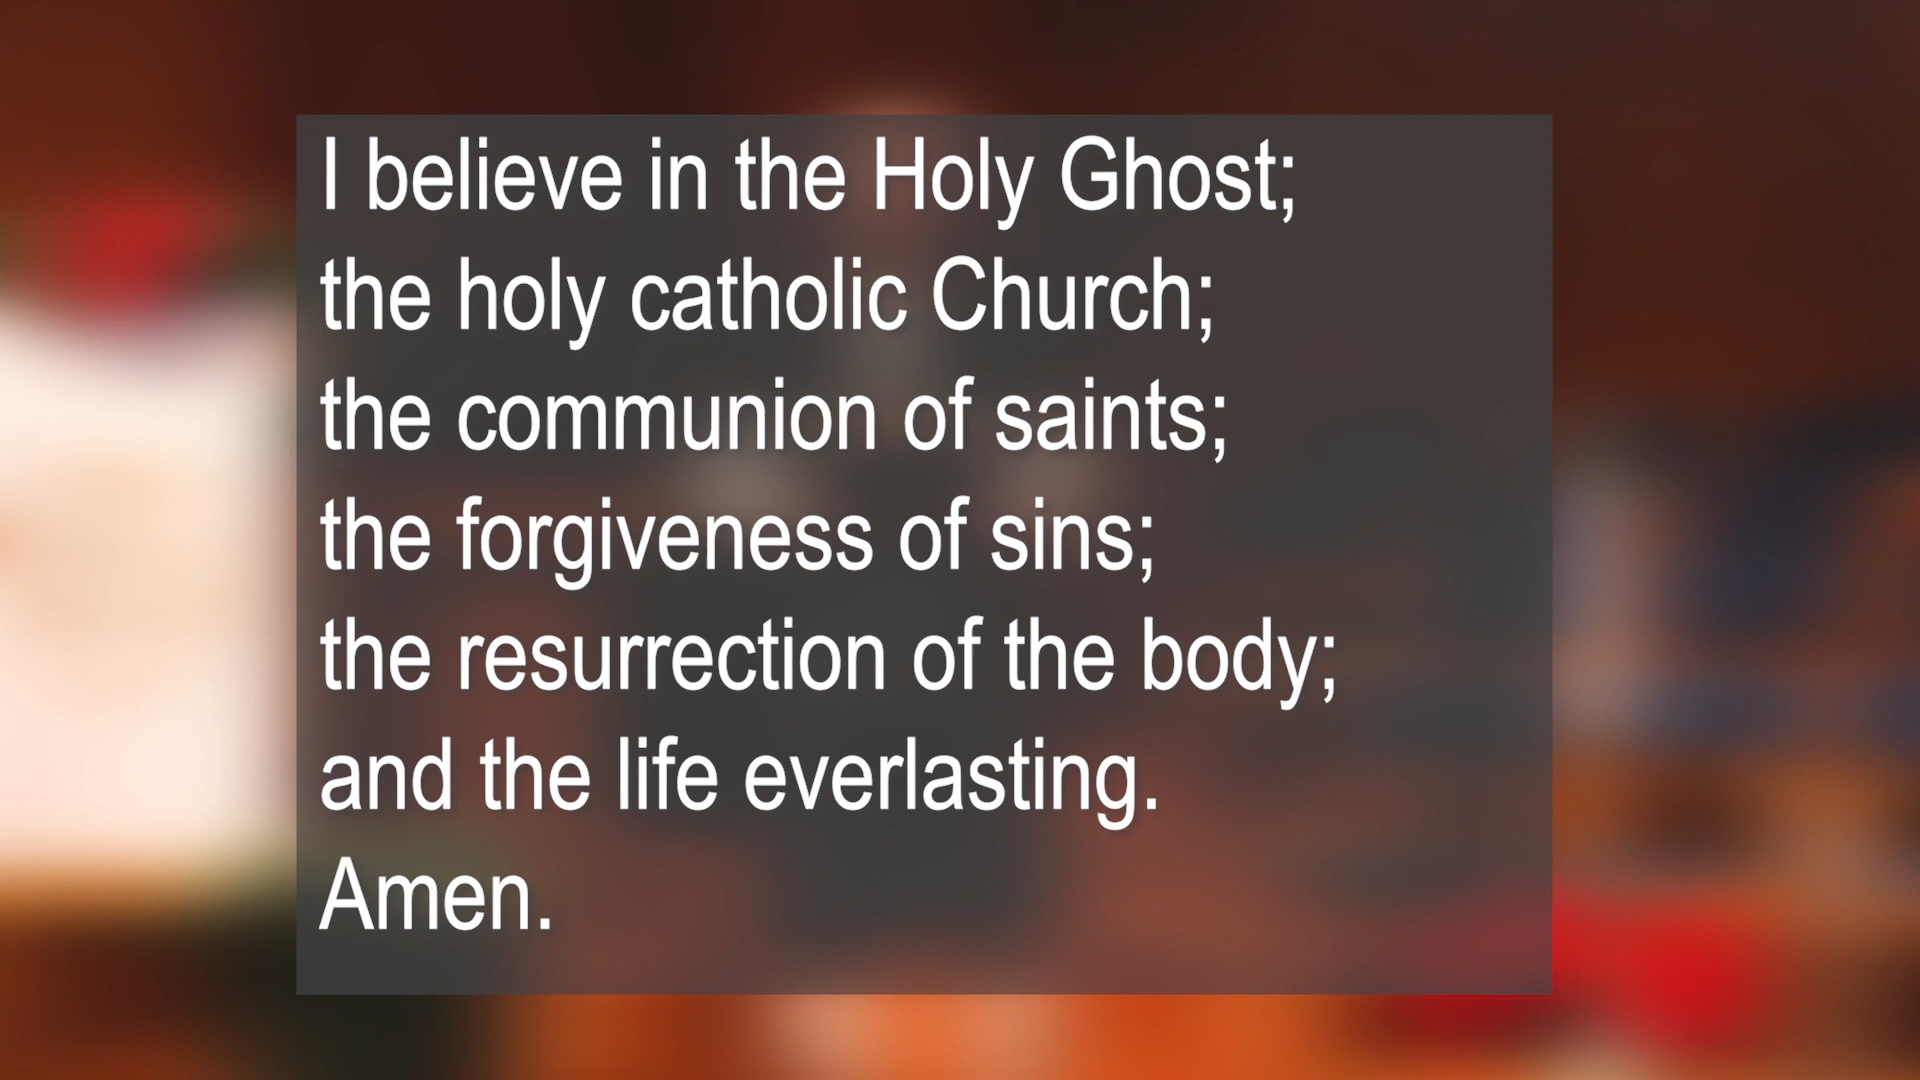 I believe in the Holy Ghost;
the holy catholic Church;
the communion of saints;
the forgiveness of sins;
the resurrection of the body;
and the life everlasting.
Amen.